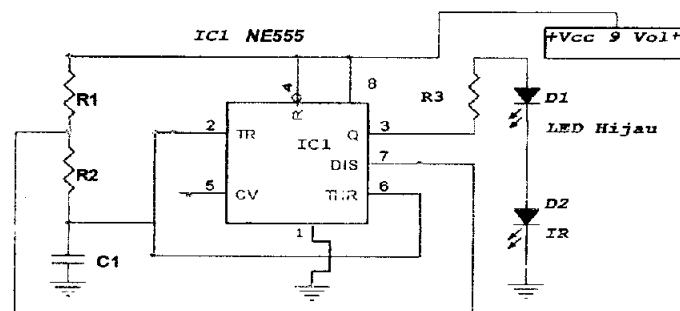 IC1 NE555
+Vcc 9 Volt
4
8
R1
R3
D1
2
TR
R
Q
3
IC1
LED Hijau
DIS
7
R2
5
CV
THR
6
D2
1
IR
C1